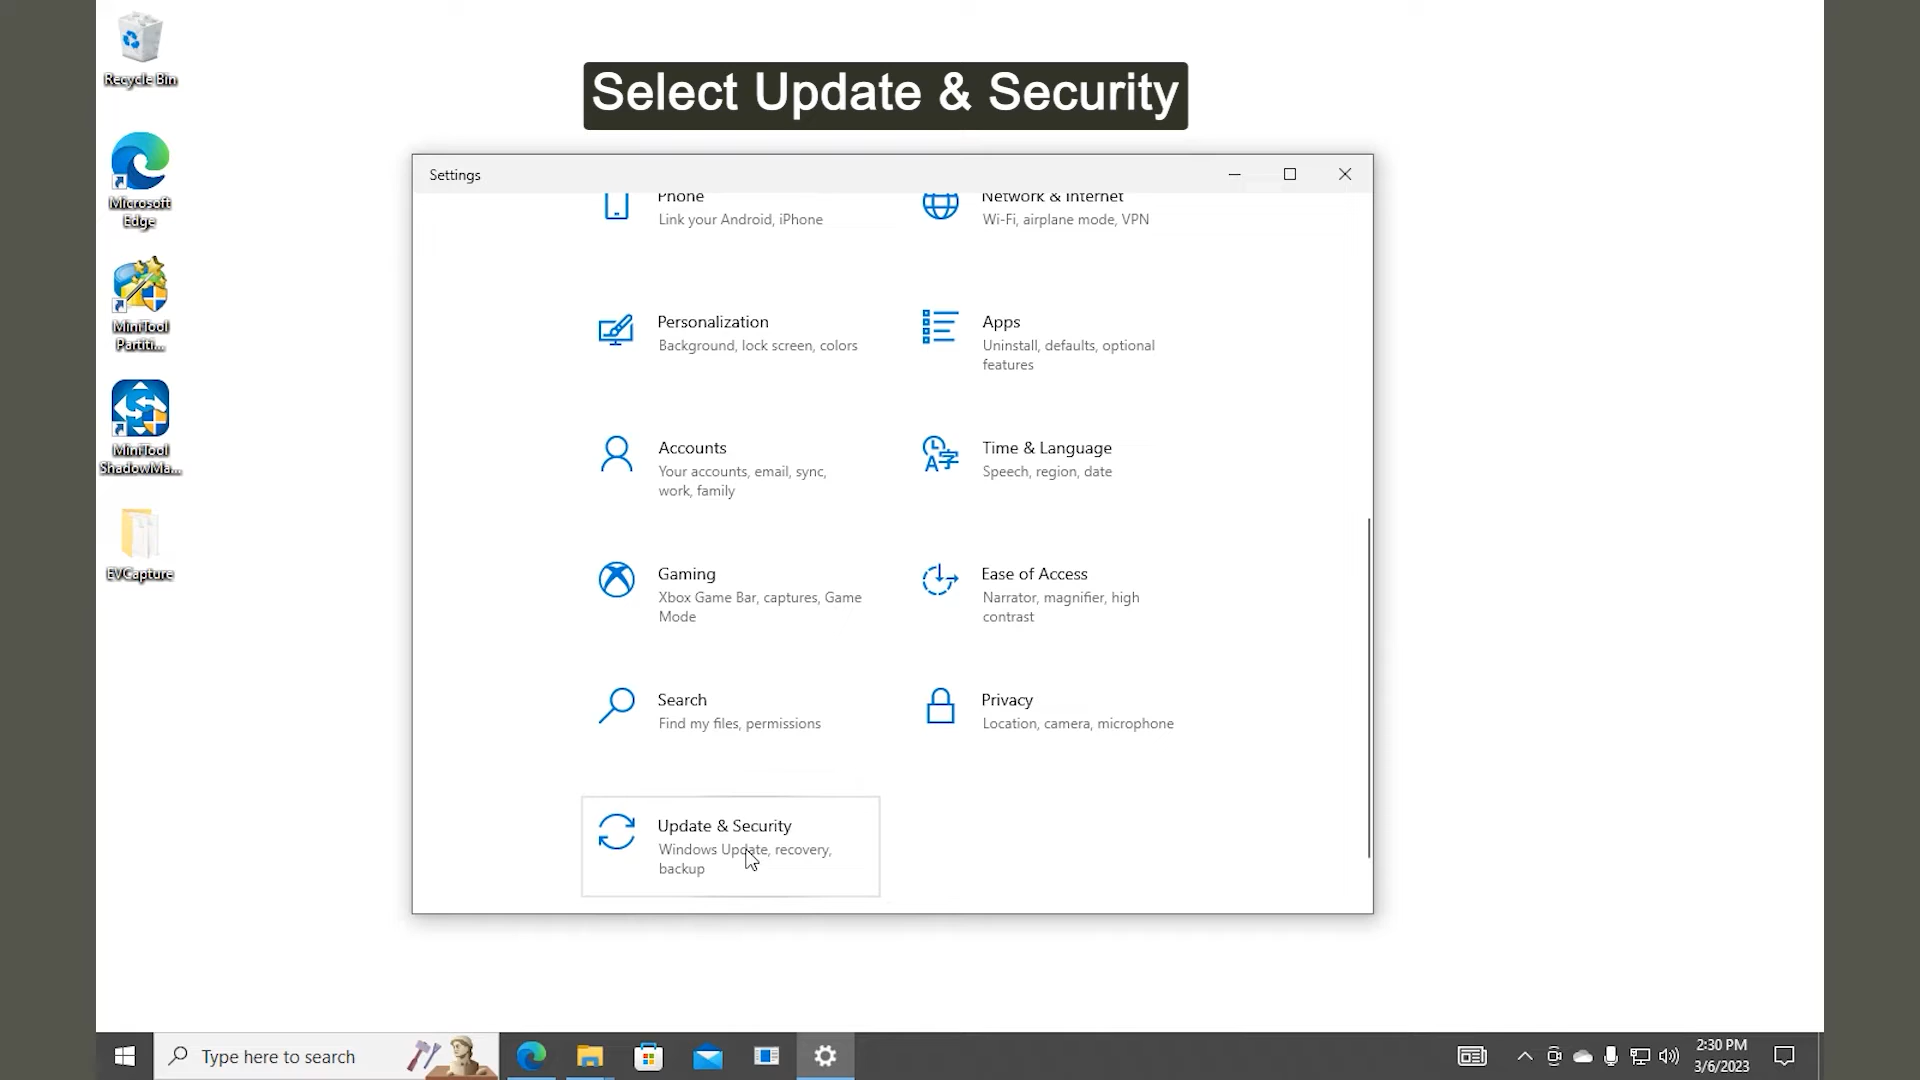 Select Update & Security
Recycle Bin
Microsoft
Edge
MiniTool
Partiti...
MiniTool
ShadowMa...
EVCapture
Settings
Phone
Link your Android, iPhone
Network & Internet
Wi-Fi, airplane mode, VPN
Personalization
Background, lock screen, colors
Apps
Uninstall, defaults, optional
features
Accounts
Your accounts, email, sync,
work, family
Time & Language
Speech, region, date
Gaming
Xbox Game Bar, captures, Game
Mode
Ease of Access
Narrator, magnifier, high
contrast
Search
Find my files, permissions
Privacy
Location, camera, microphone
Update & Security
Windows Update, recovery,
backup
Type here to search
2:30 PM
3/6/2023